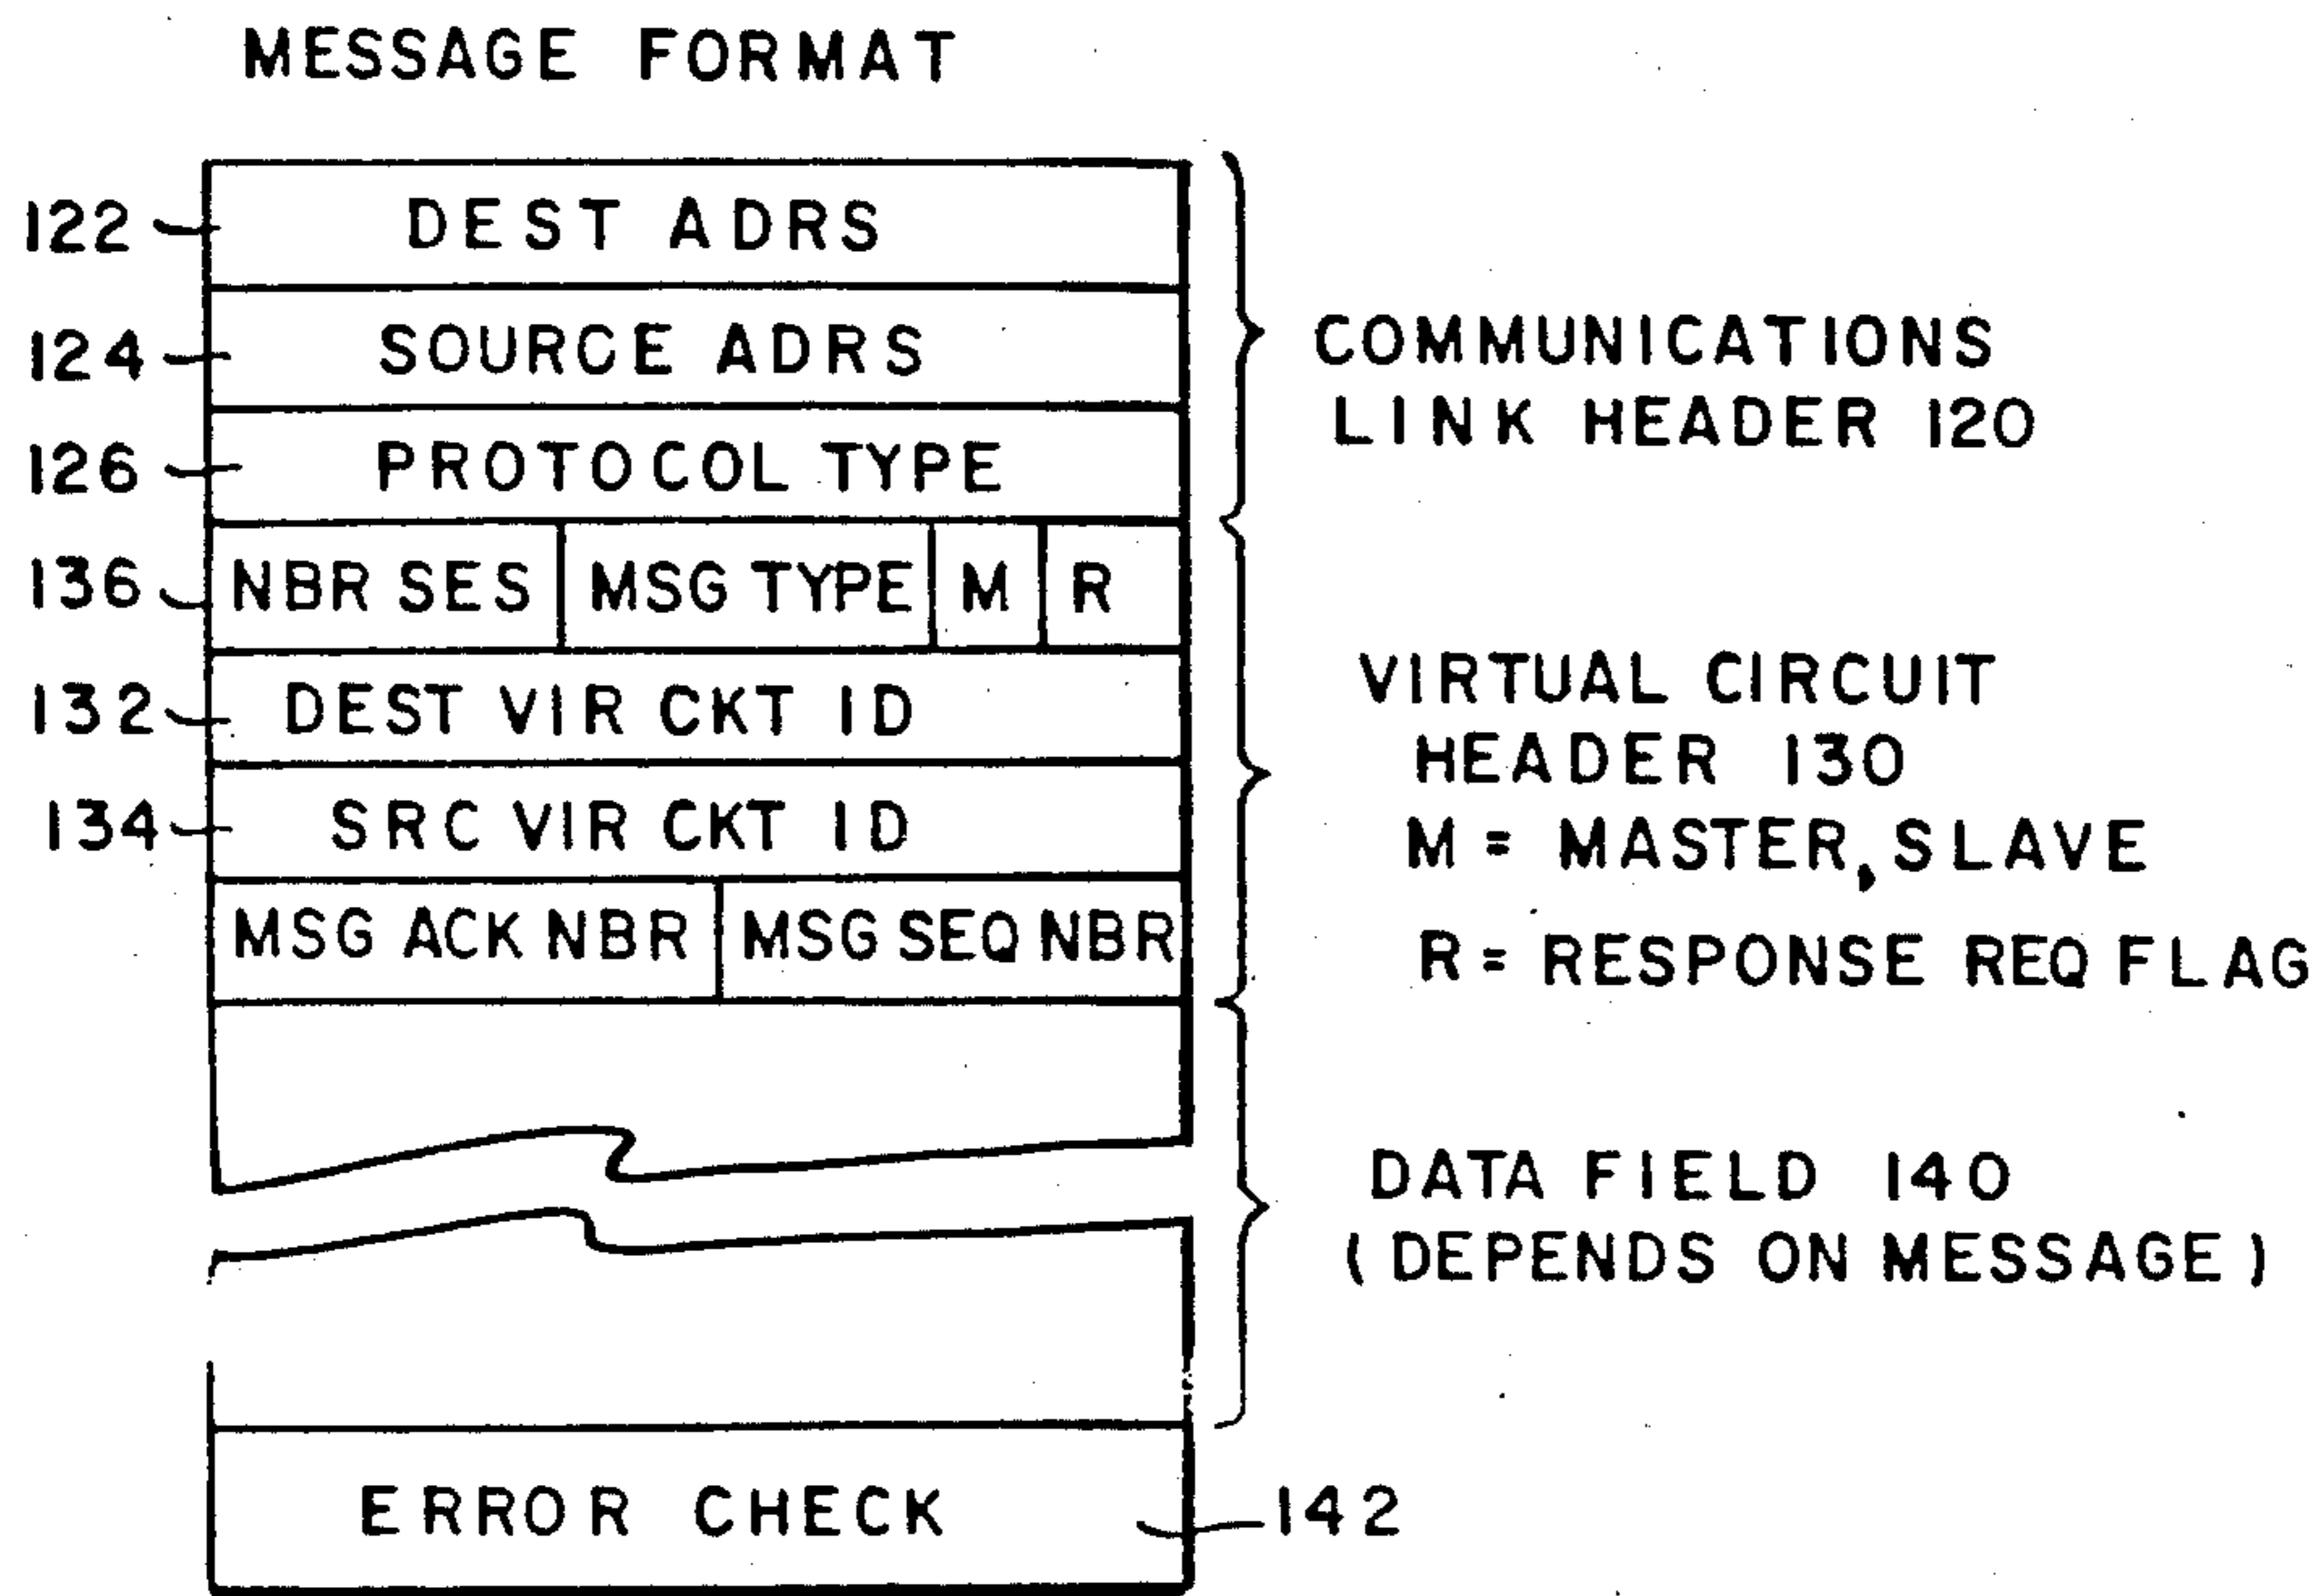 MESSAGE FORMAT
122 DEST ADRS
124 SOURCE ADRS
126 PROTOCOL TYPE
COMMUNICATIONS
LINK HEADER 120
136 NBR SES MSG TYPE M R
132 DEST VIR CKT ID
134 SRC VIR CKT ID
MSG ACK NBR MSG SEQ NBR
VIRTUAL CIRCUIT
HEADER 130
M = MASTER, SLAVE
R = RESPONSE REQ FLAG
DATA FIELD 140
(DEPENDS ON MESSAGE)
ERROR CHECK 142